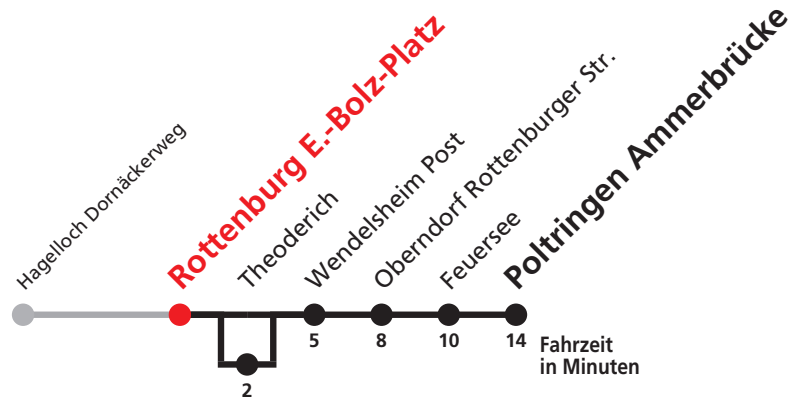 Hagelloch Dornäckerweg
Rottenburg E.-Bolz-Platz
Theoderich
Wendelsheim Post
Oberndorf Rottenburger Str.
Feuersee
Poltringen Ammerbrücke
2
5
8
10
14
Fahrzeit
in Minuten